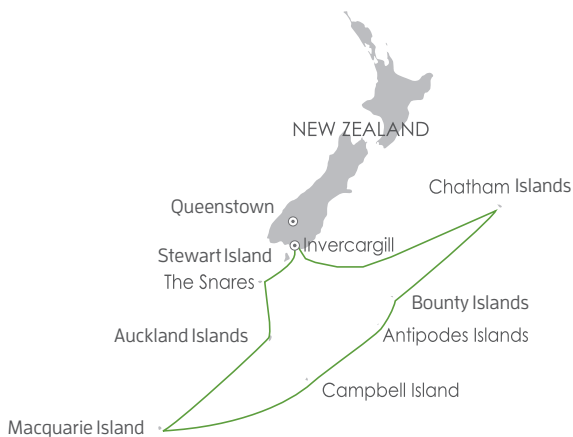 NEW ZEALAND
Chatham Islands
Queenstown
Invercargill
Stewart Island
The Snares
Bounty Islands
Auckland Islands
Antipodes Islands
Campbell Island
Macquarie Island